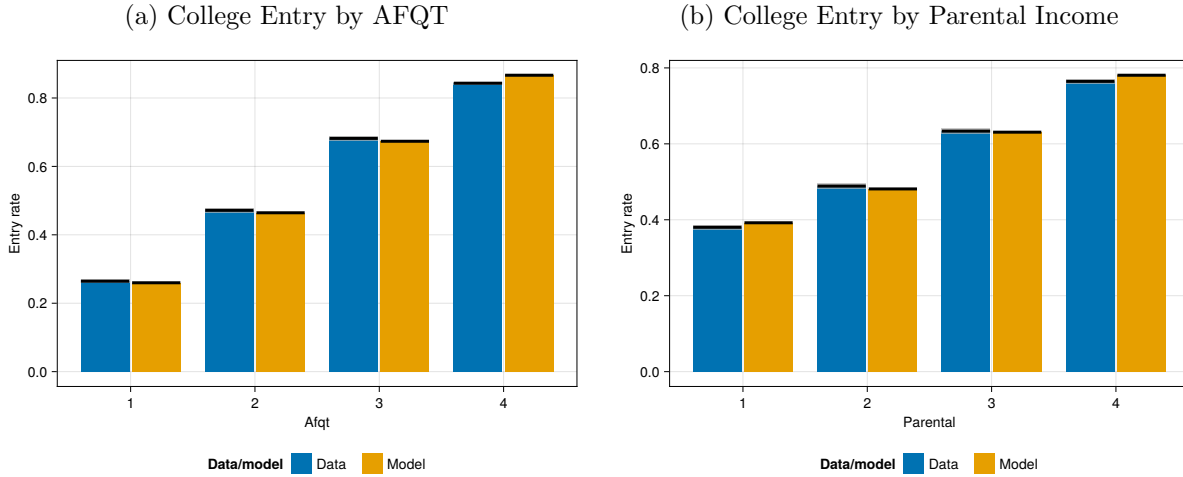 (a) College Entry by AFQT
Entry rate
0.8
0.6
0.4
0.2
0.0
1 2 3 4
Afqt
Data/model Data Model
(b) College Entry by Parental Income
Entry rate
0.8
0.6
0.4
0.2
0.0
1 2 3 4
Parental
Data/model Data Model